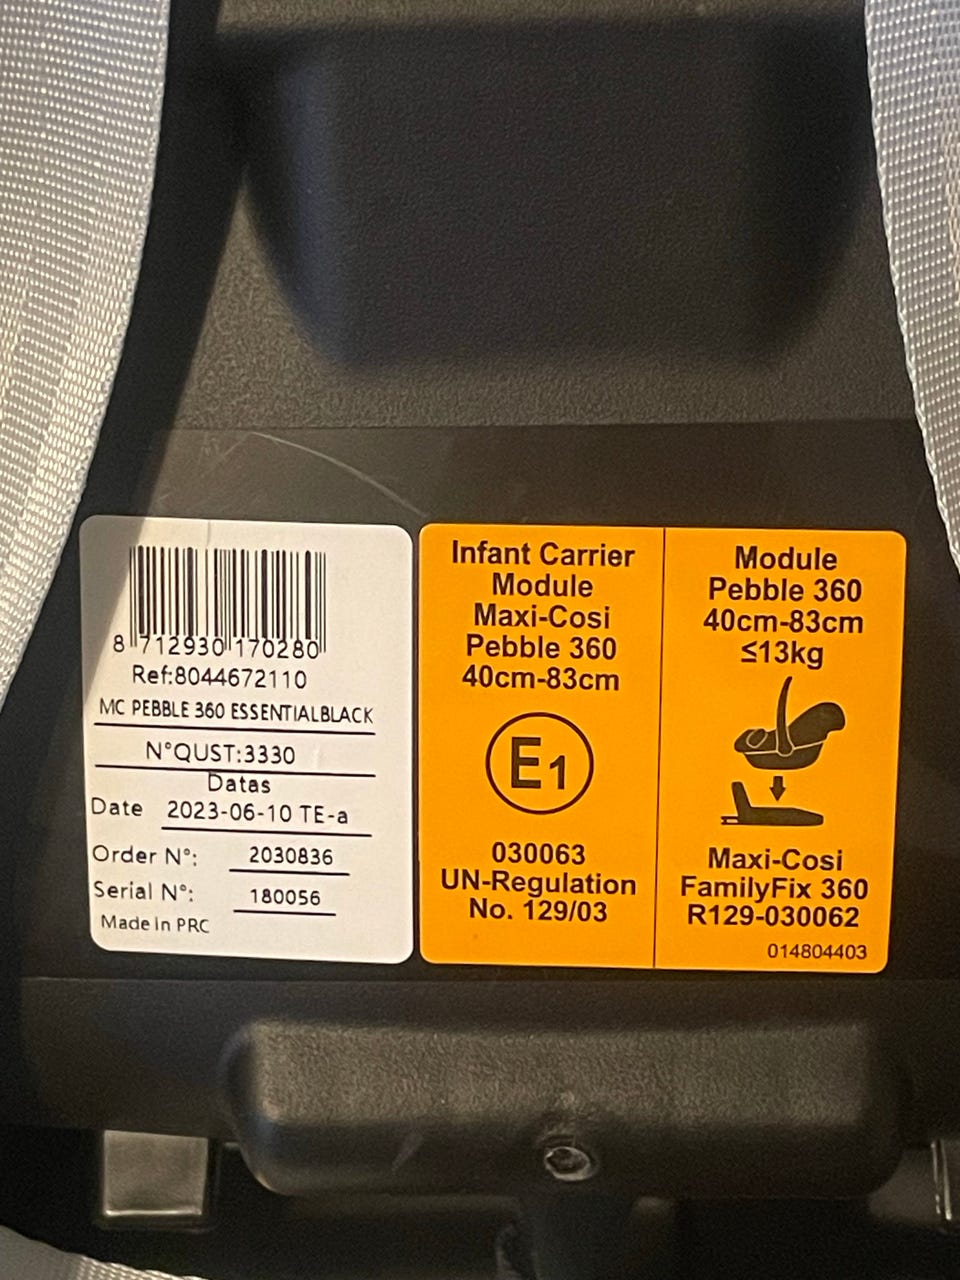 8 712930 170280
Ref:8044672110
MC PEBBLE 360 ESSENTIALBLACK
N°QUST:3330
Datas
Date 2023-06-10 TE-a
Order N°: 2030836
Serial N°: 180056
Made in PRC
Infant Carrier
Module
Maxi-Cosi
Pebble 360
40cm-83cm
E1
030063
UN-Regulation
No. 129/03
Module
Pebble 360
40cm-83cm
≤13kg
Maxi-Cosi
FamilyFix 360
R129-030062
014804403